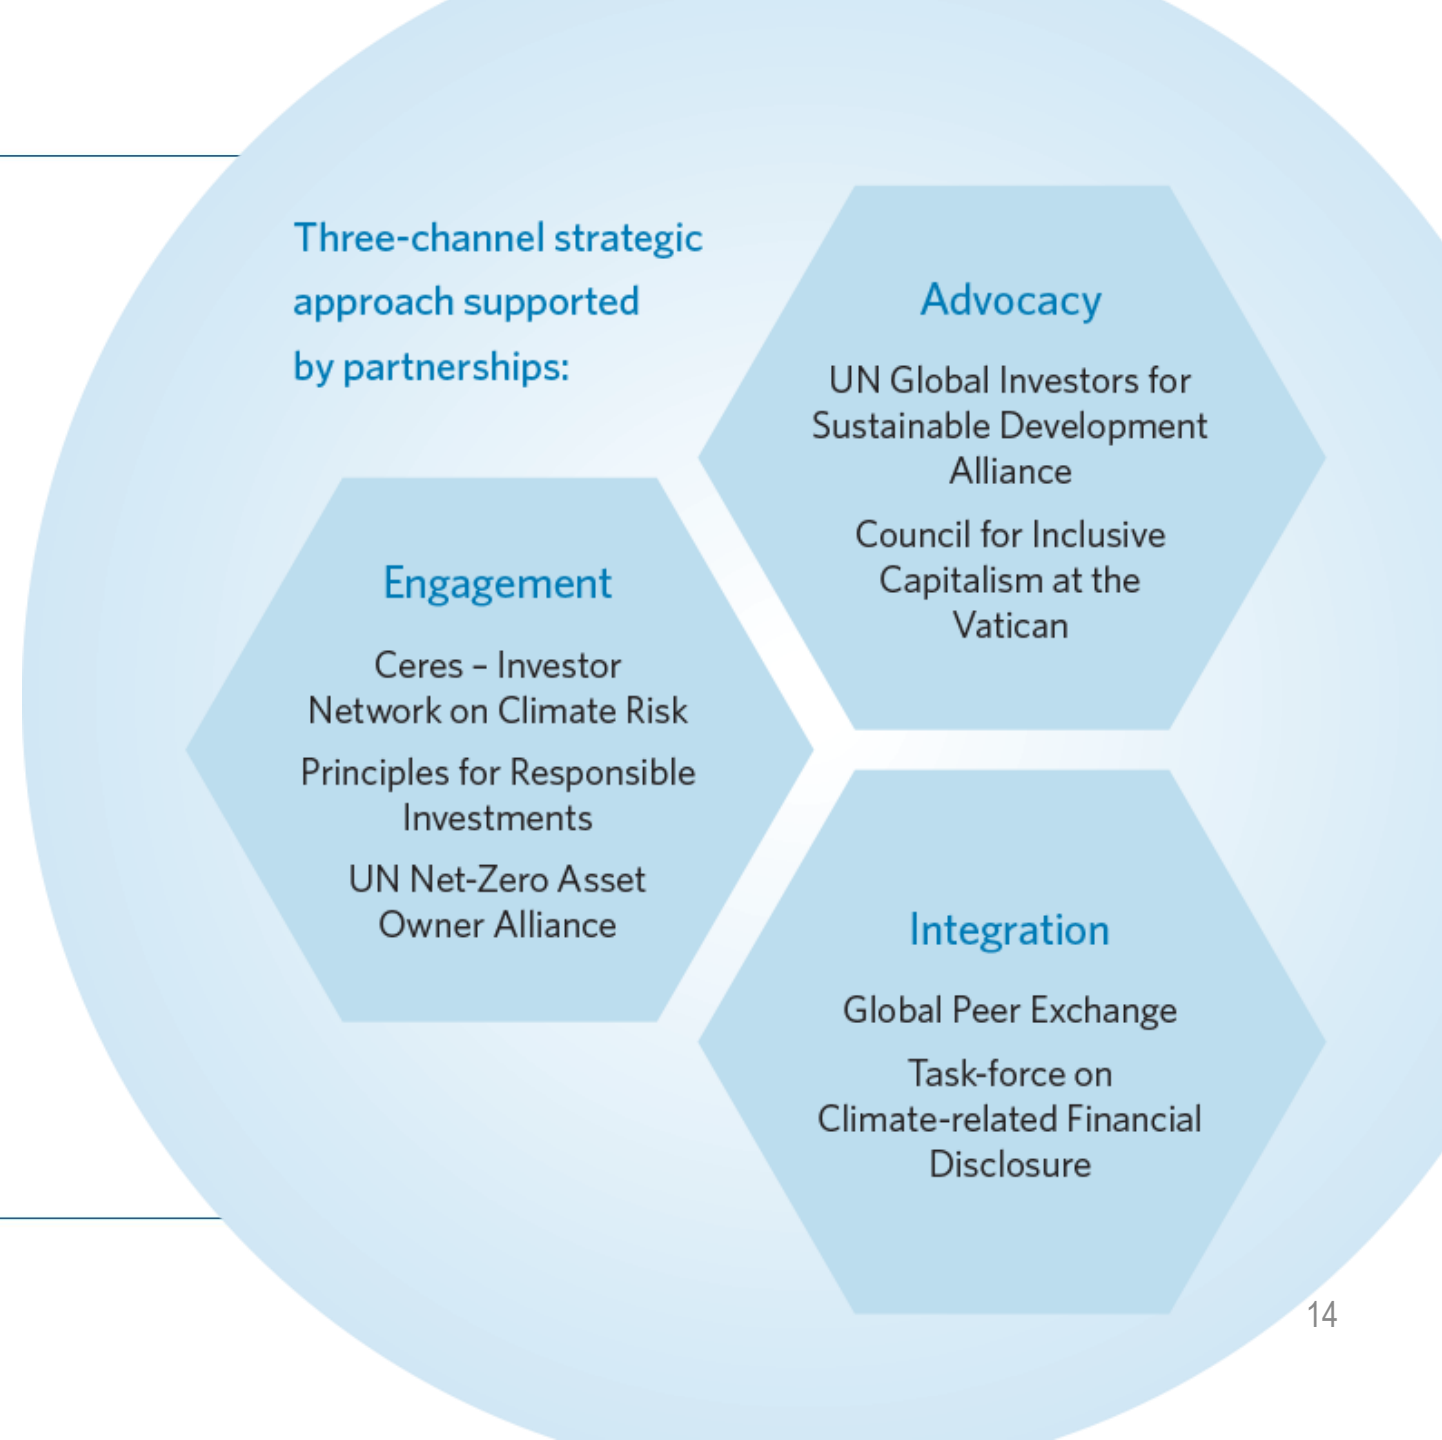 Three-channel strategic
approach supported
by partnerships:
Advocacy
UN Global Investors for
Sustainable Development
Alliance
Council for Inclusive
Capitalism at the
Vatican
Engagement
Ceres – Investor
Network on Climate Risk
Principles for Responsible
Investments
UN Net-Zero Asset
Owner Alliance
Integration
Global Peer Exchange
Task-force on
Climate-related Financial
Disclosure
14